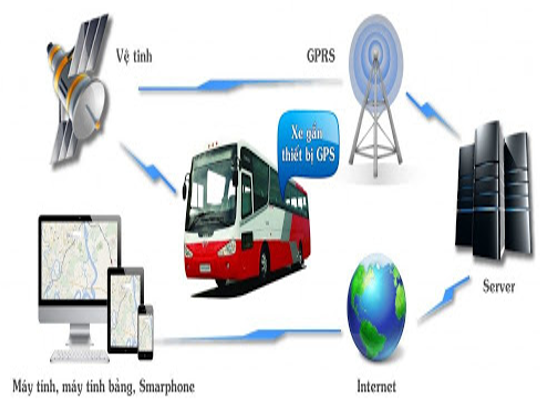 Vệ tinh
GPRS
Xe gắn
thiết bị GPS
Server
Máy tính, máy tính bảng, Smarphone
Internet